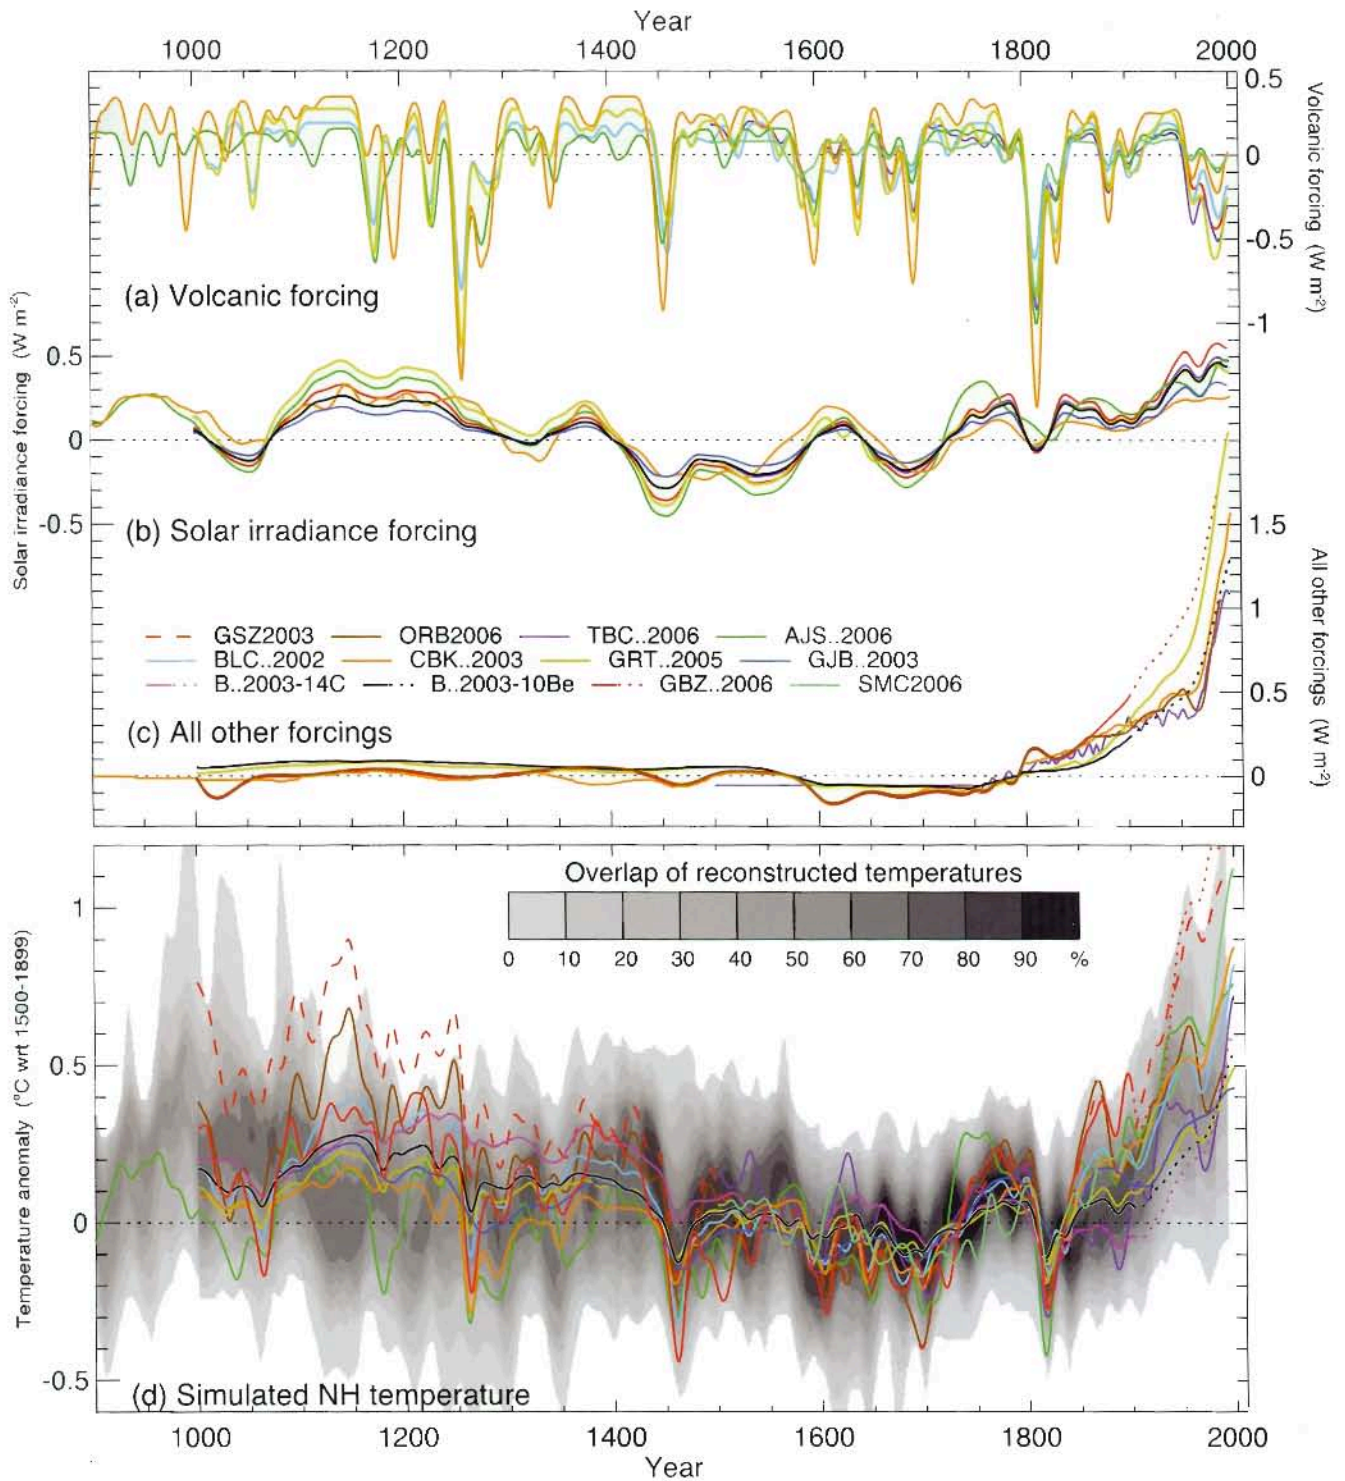 Year
1000 1200 1400 1600 1800 2000
0.5
0
-0.5
-1
Volcanic forcing (W m-2)
(a) Volcanic forcing
Solar irradiance forcing (W m-2)
0.5
0
-0.5
(b) Solar irradiance forcing
1.5
1
0.5
0
All other forcings (W m-2)
GSZ2003 ORB2006 TBC..2006 AJS..2006
BLC..2002 CBK..2003 GRT..2005 GJB..2003
B..2003-14C B..2003-10Be GBZ..2006 SMC2006
(c) All other forcings
Overlap of reconstructed temperatures
0 10 20 30 40 50 60 70 80 90 %
Temperature anomaly (°C wrt 1500-1899)
1
0.5
0
-0.5
(d) Simulated NH temperature
1000 1200 1400 1600 1800 2000
Year